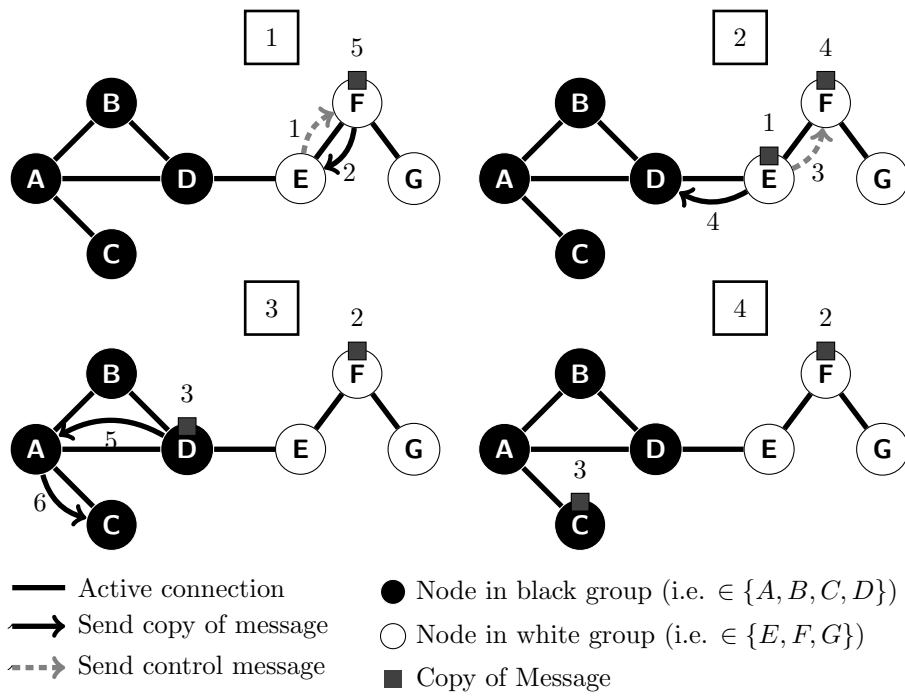 1
5
B
F
1
2
A
D
E
G
C
2
4
B
F
1
3
A
D
E
G
4
C
3
2
B
F
3
A
5
D
E
G
6
C
4
2
B
F
A
D
E
G
3
C
Active connection
Send copy of message
Send control message
Node in black group (i.e. ∈ {A, B, C, D})
Node in white group (i.e. ∈ {E, F, G})
Copy of Message